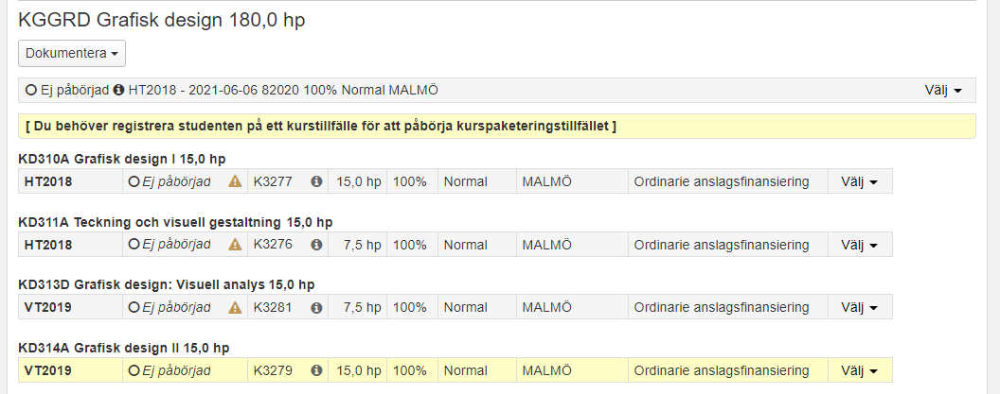 KGGRD Grafisk design 180,0 hp
Dokumentera
Ej påbörjad HT2018 - 2021-06-06 82020 100% Normal MALMÖ Välj
[ Du behöver registrera studenten på ett kurstillfälle för att påbörja kurspaketeringstillfället ]
KD310A Grafisk design I 15,0 hp
HT2018 Ej påbörjad K3277 15,0 hp 100% Normal MALMÖ Ordinarie anslagsfinansiering Välj
KD311A Teckning och visuell gestaltning 15,0 hp
HT2018 Ej påbörjad K3276 7,5 hp 100% Normal MALMÖ Ordinarie anslagsfinansiering Välj
KD313D Grafisk design: Visuell analys 15,0 hp
VT2019 Ej påbörjad K3281 7,5 hp 100% Normal MALMÖ Ordinarie anslagsfinansiering Välj
KD314A Grafisk design II 15,0 hp
VT2019 Ej påbörjad K3279 15,0 hp 100% Normal MALMÖ Ordinarie anslagsfinansiering Välj